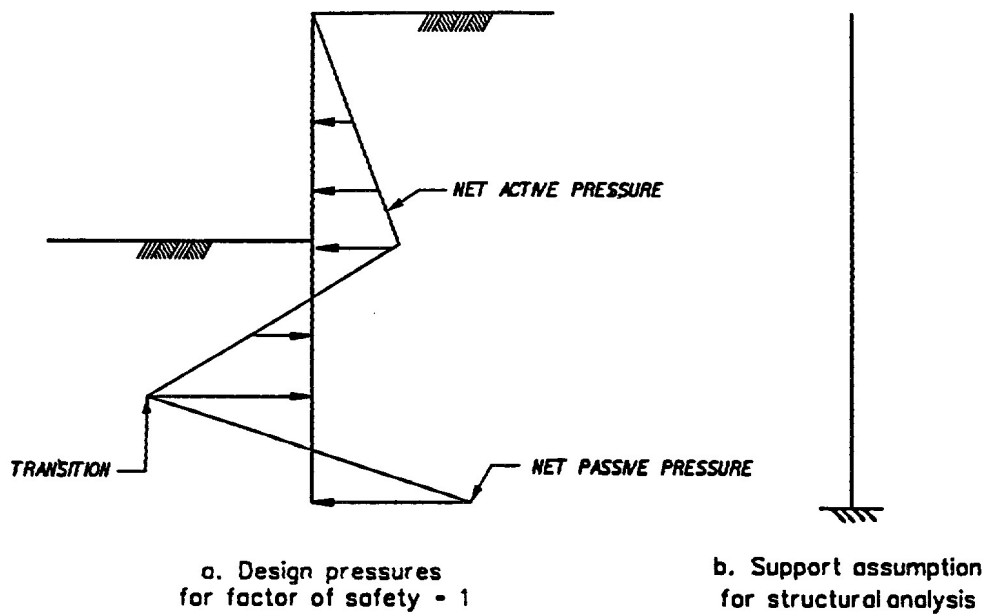 NET ACTIVE PRESSURE
TRANSITION
NET PASSIVE PRESSURE
a. Design pressures
for factor of safety - 1
b. Support assumption
for structural analysis